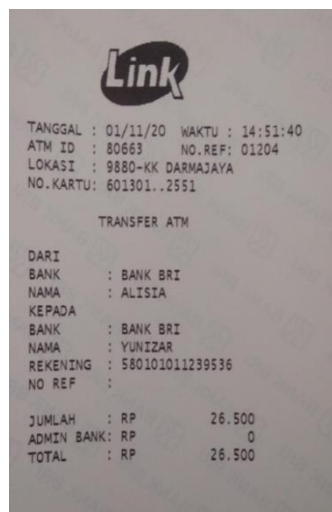 Link
TANGGAL : 01/11/20 WAKTU : 14:51:40
ATM ID : 80663 NO.REF: 01204
LOKASI : 9880-KK DARMAJAYA
NO.KARTU: 601301..2551
TRANSFER ATM
DARI
BANK : BANK BRI
NAMA : ALISIA
KEPADA
BANK : BANK BRI
NAMA : YUNIZAR
REKENING : 580101011239536
NO REF :
JUMLAH : RP 26.500
ADMIN BANK: RP 0
TOTAL : RP 26.500